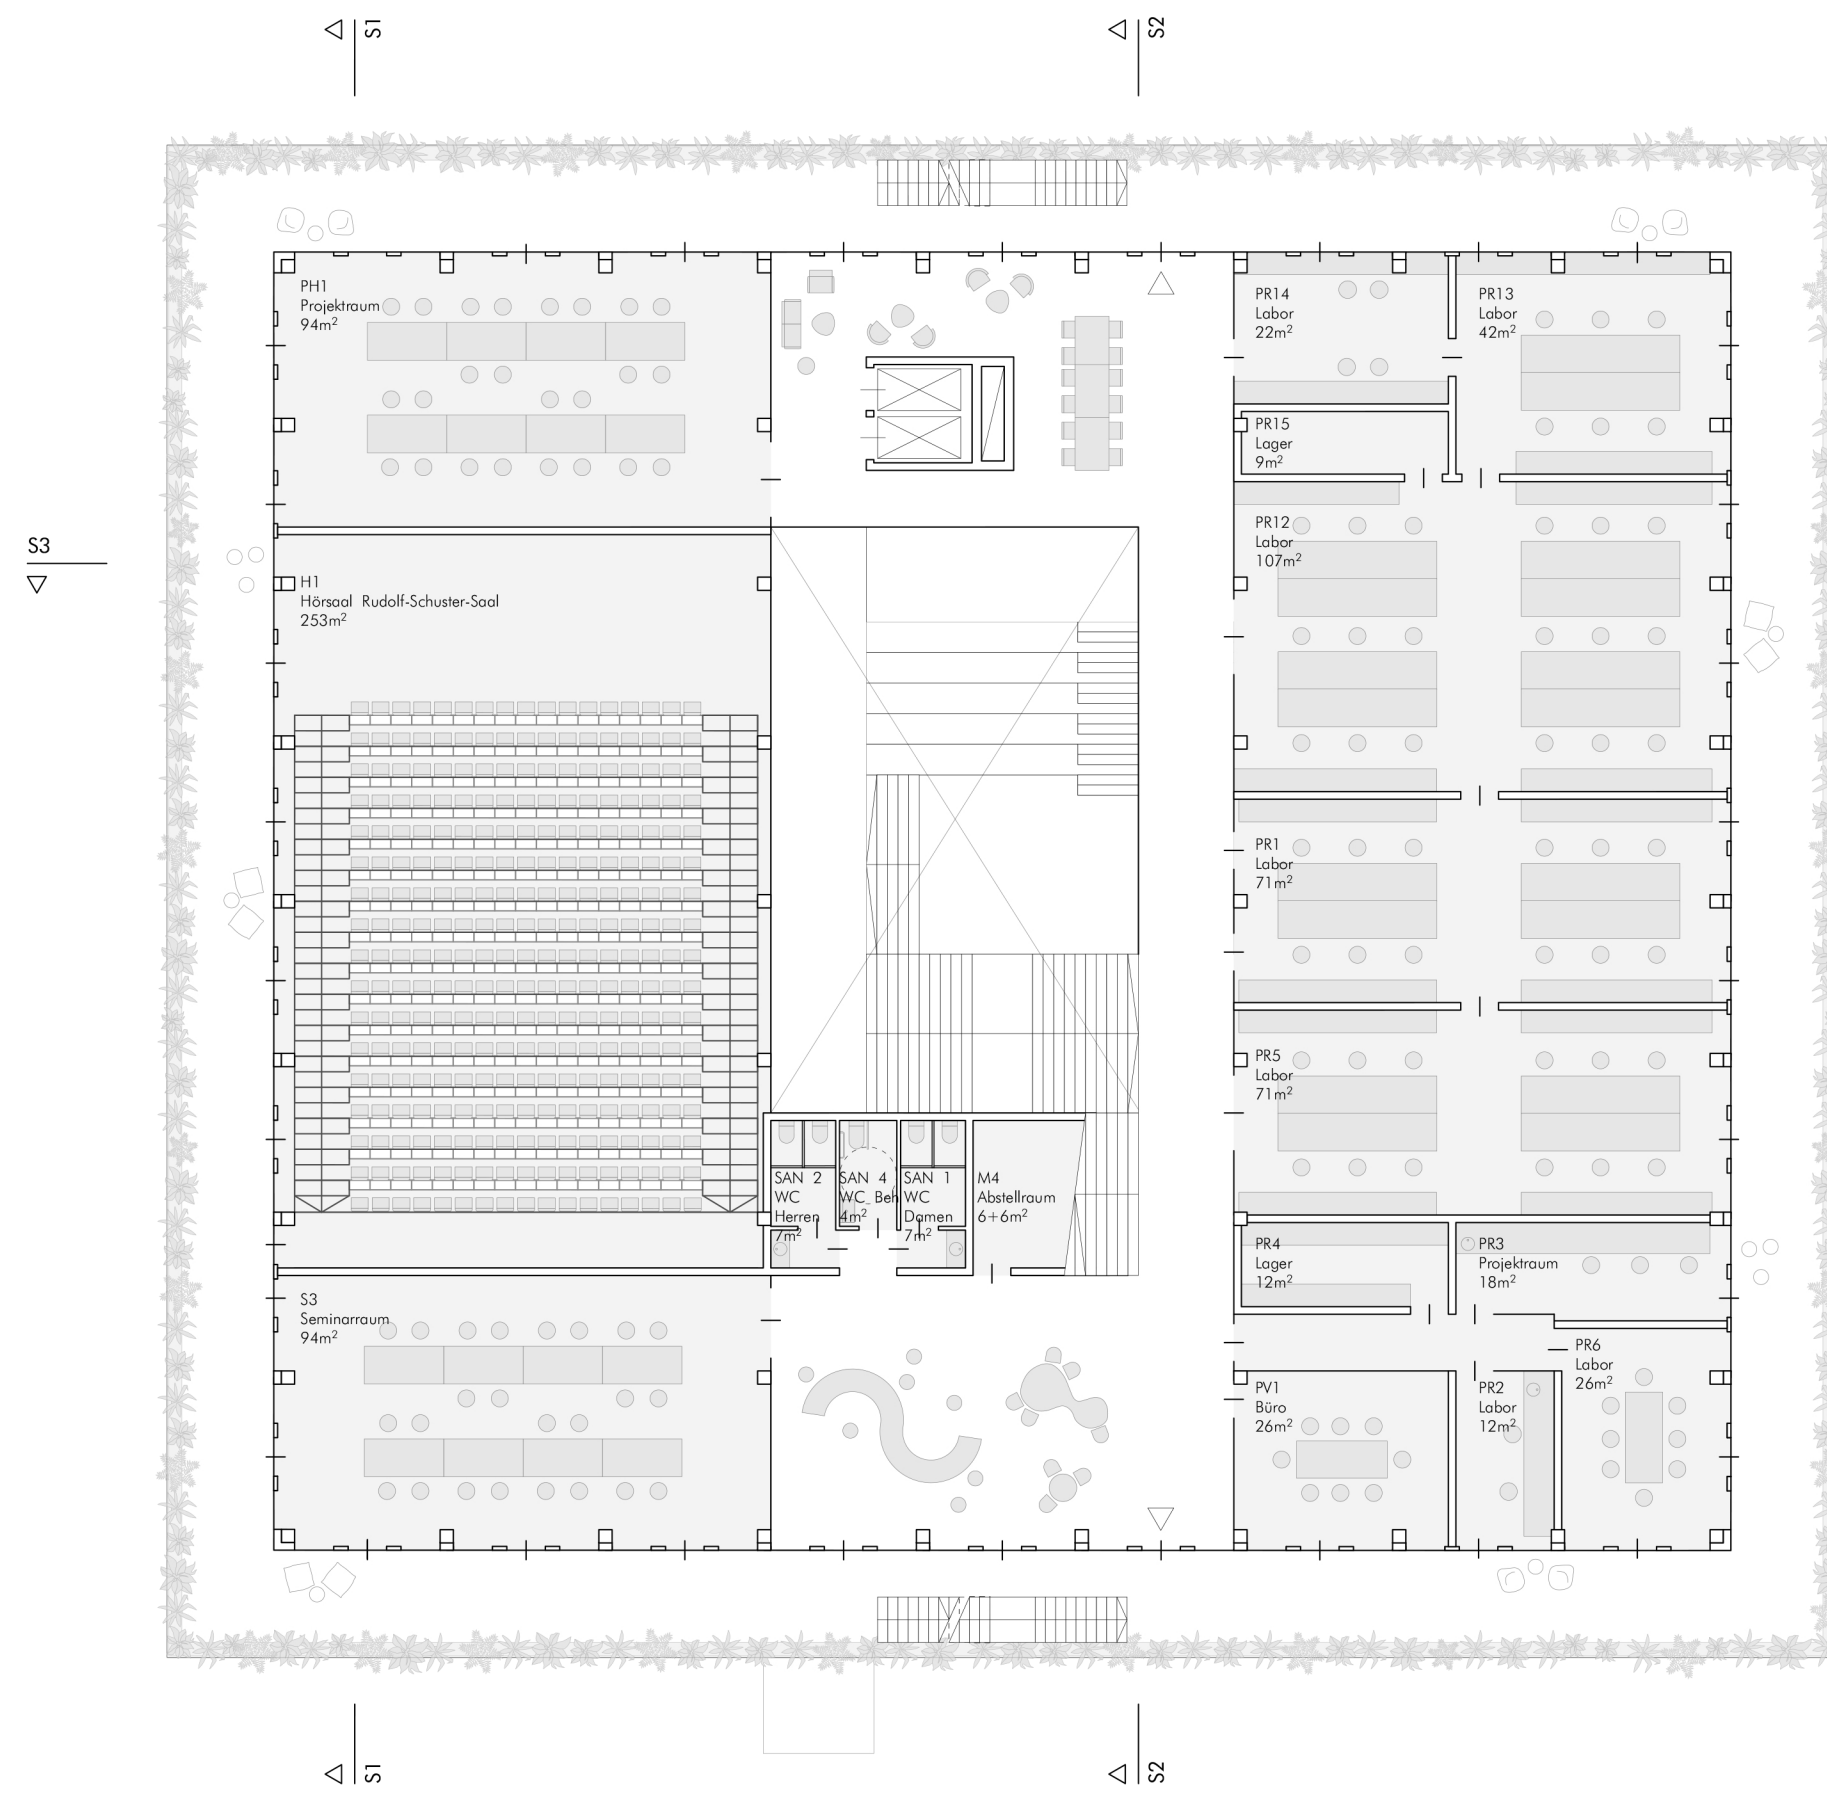 S1
S2
PH1
Projektraum
94m²
PR14
Labor
22m²
PR13
Labor
42m²
PR15
Lager
9m²
S3
PR12
Labor
107m²
H1
Hörsaal Rudolf-Schuster-Saal
253m²
PR1
Labor
71m²
PR5
Labor
71m²
SAN 2
WC
Herren
7m²
SAN 4
WC_Beh
4m²
SAN 1
WC
Damen
7m²
M4
Abstellraum
6+6m²
PR4
Lager
12m²
PR3
Projektraum
18m²
S3
Seminarraum
94m²
PR6
Labor
26m²
PV1
Büro
26m²
PR2
Labor
12m²
S1
S2